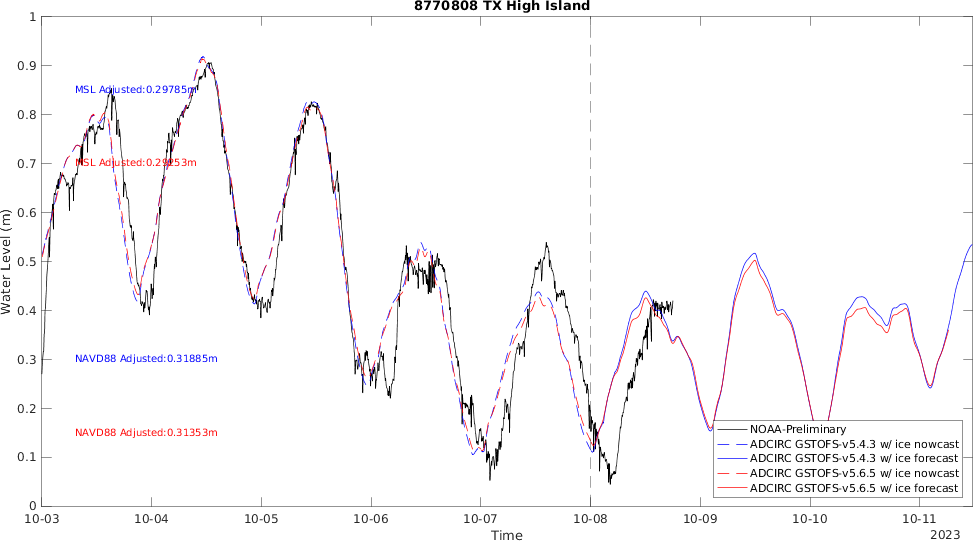 8770808 TX High Island
1
0.9
0.8
0.7
0.6
0.5
0.4
0.3
0.2
0.1
0
Water Level (m)
MSL Adjusted:0.29785m
MSL Adjusted:0.29253m
NAVD88 Adjusted:0.31885m
NAVD88 Adjusted:0.31353m
NOAA-Preliminary
ADCIRC GSTOFS-v5.4.3 w/ ice nowcast
ADCIRC GSTOFS-v5.4.3 w/ ice forecast
ADCIRC GSTOFS-v5.6.5 w/ ice nowcast
ADCIRC GSTOFS-v5.6.5 w/ ice forecast
10-03 10-04 10-05 10-06 10-07 10-08 10-09 10-10 10-11
Time
2023